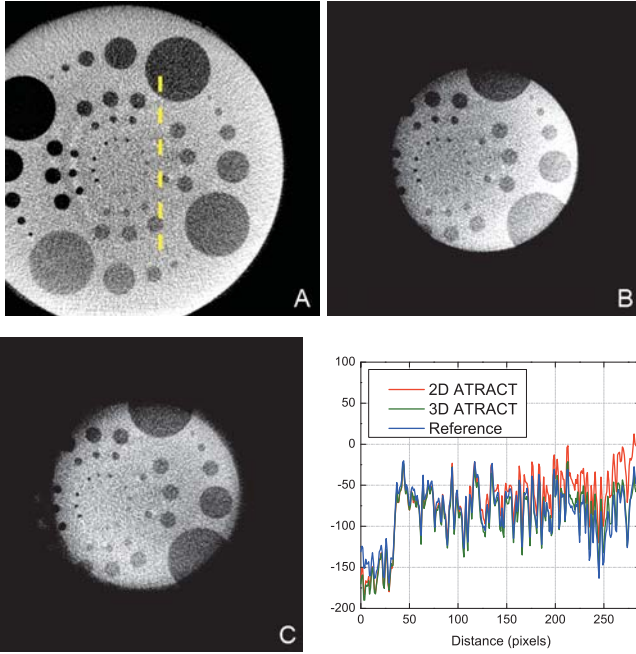 A
B
C
100
50
0
-50
-100
-150
-200
2D ATRACT
3D ATRACT
Reference
0 50 100 150 200 250
Distance (pixels)